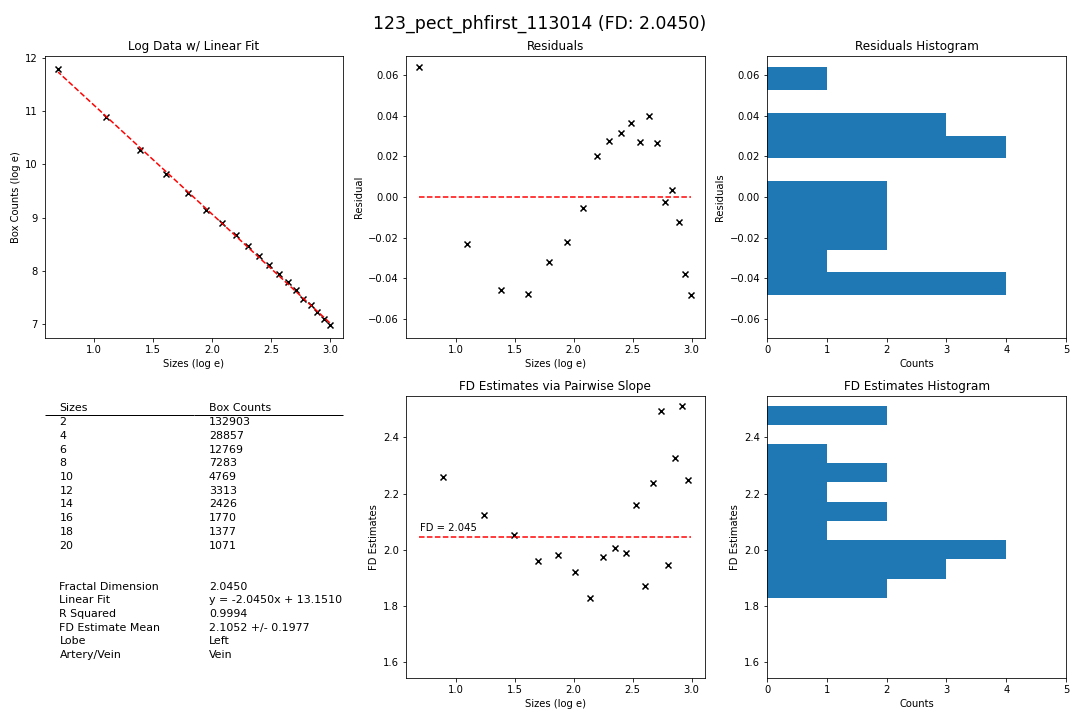 123_pect_phfirst_113014 (FD: 2.0450)
Log Data w/ Linear Fit
Box Counts (log e)
12
11
10
9
8
7
1.0 1.5 2.0 2.5 3.0
Sizes (log e)
Residuals
Residual
0.06
0.04
0.02
0.00
−0.02
−0.04
−0.06
1.0 1.5 2.0 2.5 3.0
Sizes (log e)
Residuals Histogram
Residuals
0.06
0.04
0.02
0.00
−0.02
−0.04
−0.06
0 1 2 3 4 5
Counts
Sizes Box Counts
2 132903
4 28857
6 12769
8 7283
10 4769
12 3313
14 2426
16 1770
18 1377
20 1071
Fractal Dimension 2.0450
Linear Fit y = -2.0450x + 13.1510
R Squared 0.9994
FD Estimate Mean 2.1052 +/- 0.1977
Lobe Left
Artery/Vein Vein
FD Estimates via Pairwise Slope
FD Estimates
2.4
2.2
2.0
1.8
1.6
FD = 2.045
1.0 1.5 2.0 2.5 3.0
Sizes (log e)
FD Estimates Histogram
FD Estimates
2.4
2.2
2.0
1.8
1.6
0 1 2 3 4 5
Counts